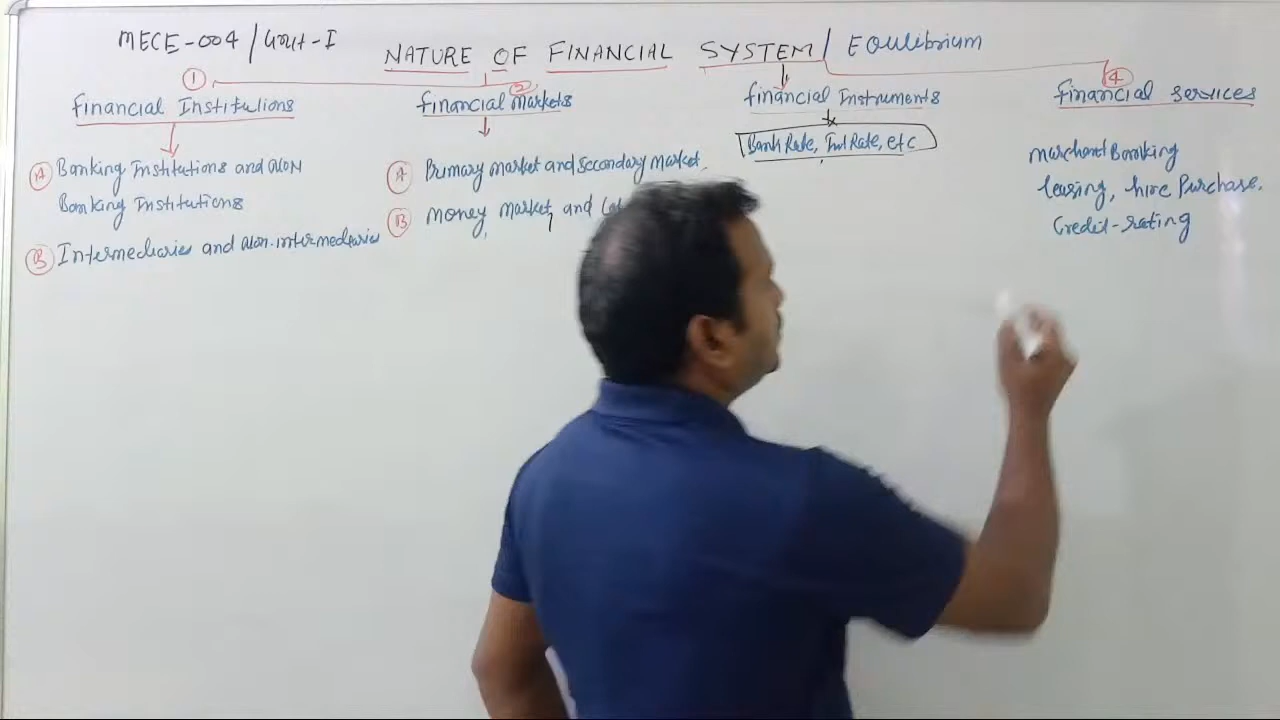 MECE-004 / Unit-I
NATURE OF FINANCIAL SYSTEM / EQulibrium
① ② ④
Financial Institutions
Financial Markets
Financial Instruments
Financial Services
Ⓐ Banking Institutions and NON
Banking Institutions
Ⓑ Intermediaries and Non-intermediaries
Ⓐ Primary market and Secondary Market
Ⓑ Money Market, and
Bank Rate, Int Rate, etc
Merchant Banking
leasing, hire Purchase.
Credit-rating